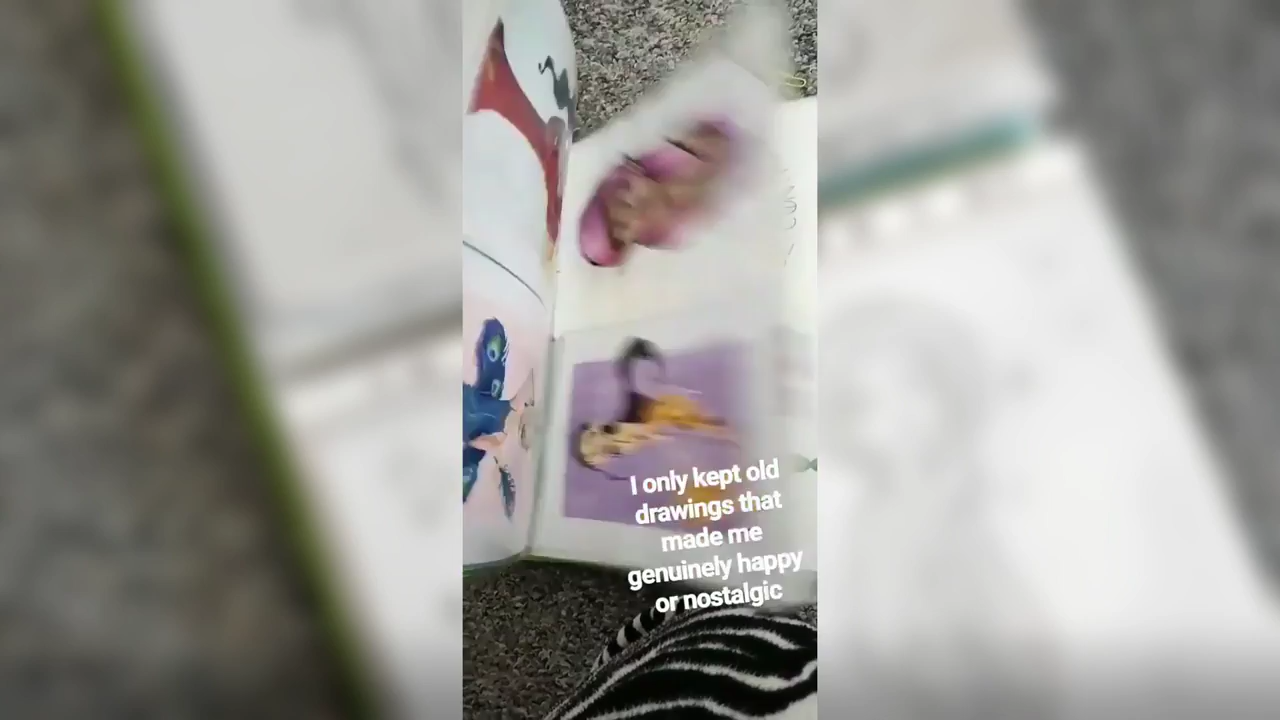 I only kept old
drawings that
made me
genuinely happy
or nostalgic